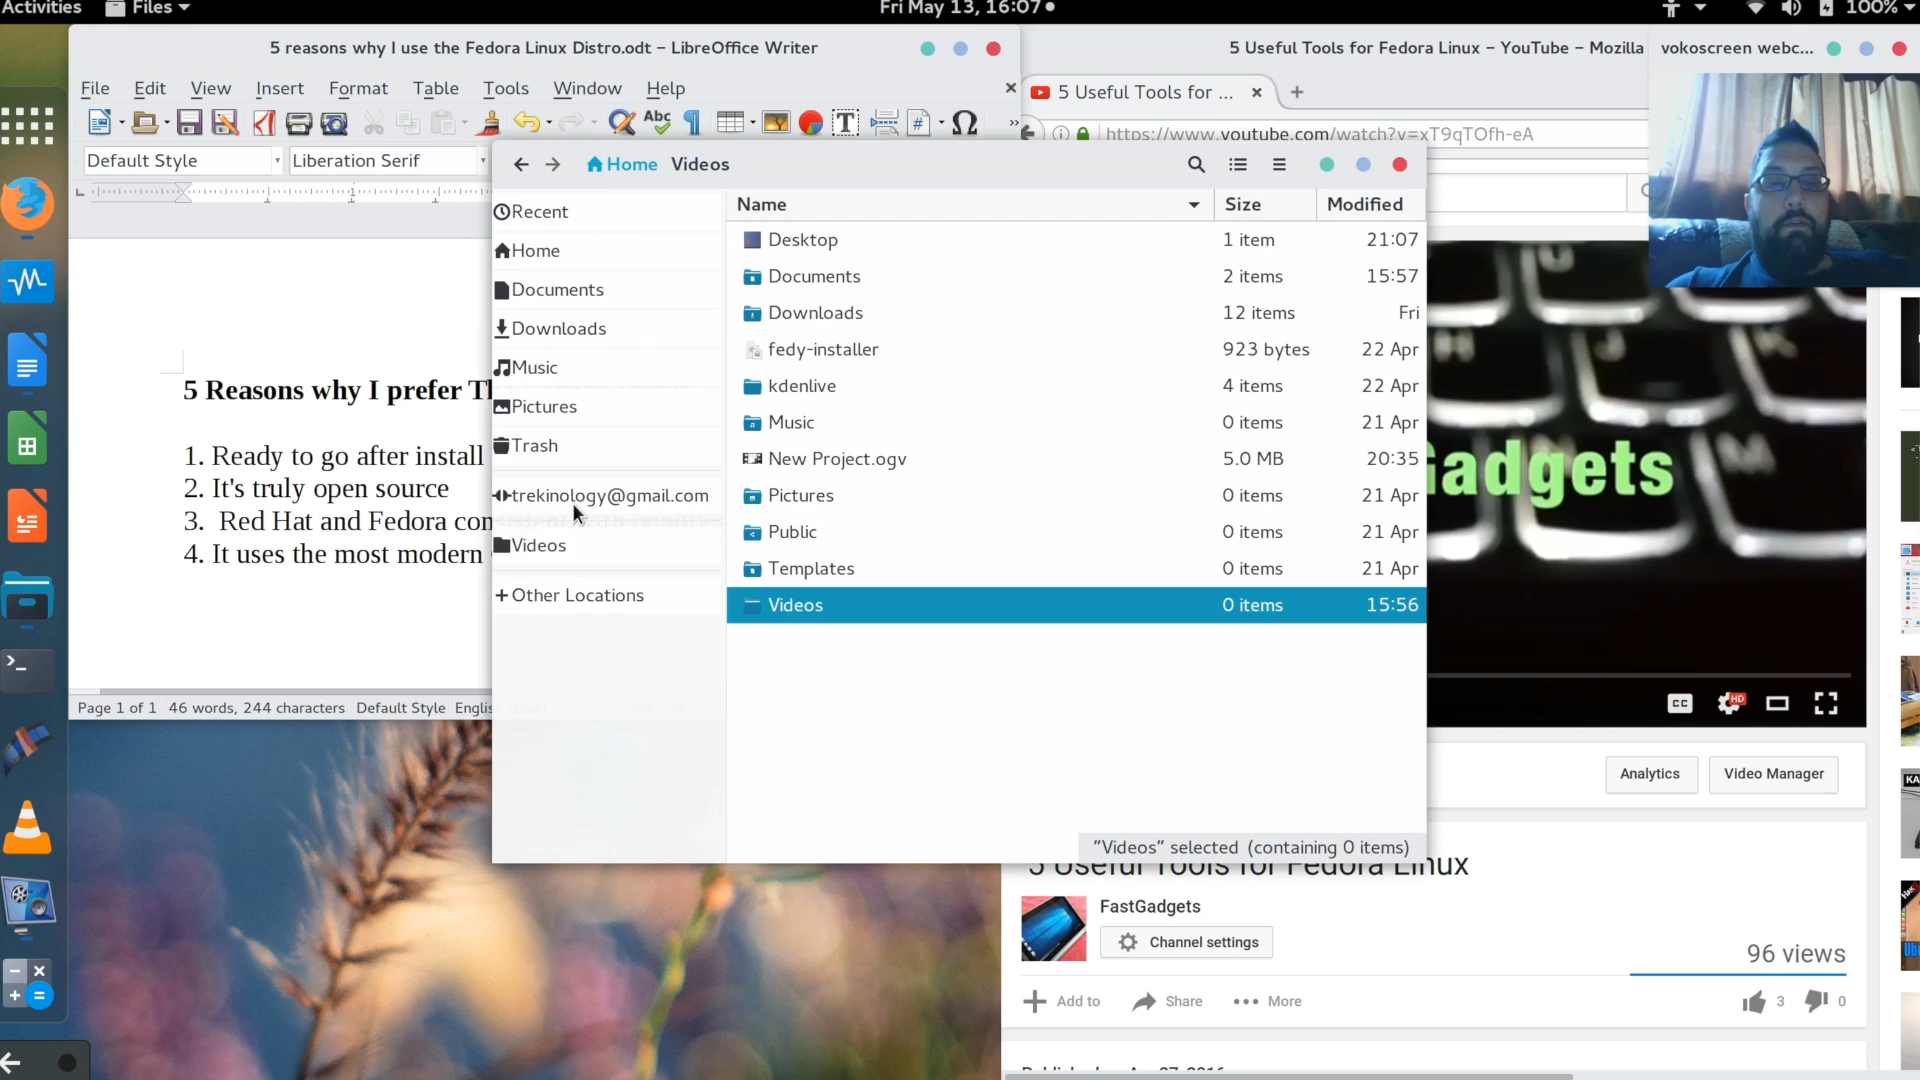 Activities
Files
Fri May 13, 16:07
100%
5 reasons why I use the Fedora Linux Distro.odt – LibreOffice Writer
File Edit View Insert Format Table Tools Window Help
Default Style
Liberation Serif
5 Reasons why I prefer
1. Ready to go after install
2. It's truly open source
3. Red Hat and Fedora
4. It uses the most modern
Page 1 of 1 46 words, 244 characters Default Style
Home Videos
Recent
Home
Documents
Downloads
Music
Pictures
Trash
trekinology@gmail.com
Videos
Other Locations
Name Size Modified
Desktop 1 item 21:07
Documents 2 items 15:57
Downloads 12 items Fri
fedy-installer 923 bytes 22 Apr
kdenlive 4 items 22 Apr
Music 0 items 21 Apr
New Project.ogv 5.0 MB 20:35
Pictures 0 items 21 Apr
Public 0 items 21 Apr
Templates 0 items 21 Apr
Videos 0 items 15:56
"Videos" selected (containing 0 items)
5 Useful Tools for Fedora Linux – YouTube – Mozilla
5 Useful Tools for ...
https://www.youtube.com/watch?v=xT9qTOfh-eA
vokoscreen webc...
Gadgets
CC
HD
Analytics
Video Manager
5 Useful Tools for Fedora Linux
FastGadgets
Channel settings
96 views
Add to
Share
More
3
0